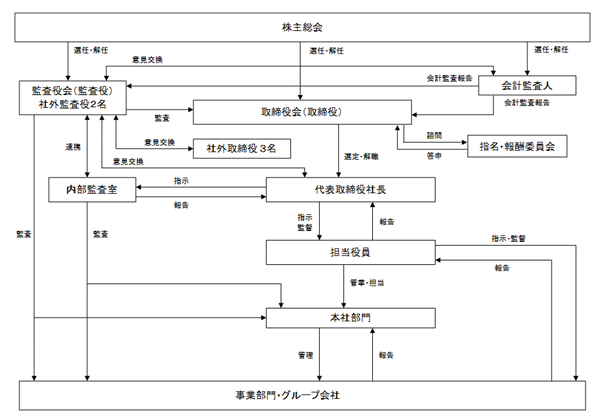 株主総会
選任・解任
選任・解任
選任・解任
意見交換
会計監査報告
監査役会(監査役)
社外監査役2名
会計監査人
会計監査報告
監査
取締役会(取締役)
諮問
連携
意見交換
社外取締役3名
答申
指名・報酬委員会
意見交換
選定・解職
内部監査室
指示
報告
代表取締役社長
監査
監査
指示
監督
報告
担当役員
指示・監督
報告
管掌・担当
本社部門
管理
報告
事業部門・グループ会社